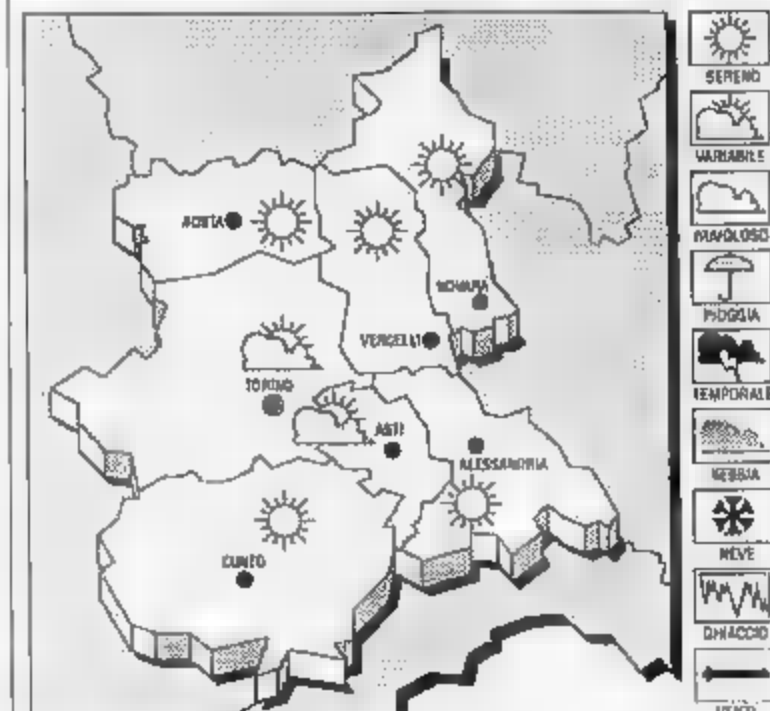 AOSTA
NOVARA
VERCELLI
TORINO
ASTI
ALESSANDRIA
CUNEO
SERENO
VARIABILE
NUVOLOSO
PIOGGIA
TEMPORALE
NEBBIA
NEVE
GHIACCIO